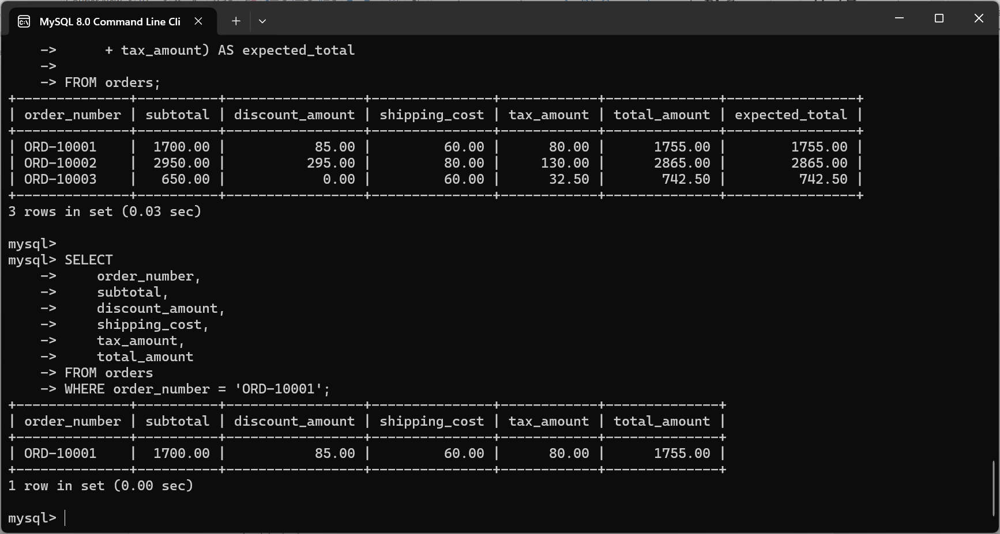 MySQL 8.0 Command Line Cli
    ->      + tax_amount) AS expected_total
    ->
    -> FROM orders;
+--------------+----------+-----------------+---------------+------------+--------------+----------------+
| order_number | subtotal | discount_amount | shipping_cost | tax_amount | total_amount | expected_total |
+--------------+----------+-----------------+---------------+------------+--------------+----------------+
| ORD-10001    |  1700.00 |           85.00 |         60.00 |      80.00 |      1755.00 |        1755.00 |
| ORD-10002    |  2950.00 |          295.00 |         80.00 |     130.00 |      2865.00 |        2865.00 |
| ORD-10003    |   650.00 |            0.00 |         60.00 |      32.50 |       742.50 |         742.50 |
+--------------+----------+-----------------+---------------+------------+--------------+----------------+
3 rows in set (0.03 sec)

mysql>
mysql> SELECT
    ->     order_number,
    ->     subtotal,
    ->     discount_amount,
    ->     shipping_cost,
    ->     tax_amount,
    ->     total_amount
    -> FROM orders
    -> WHERE order_number = 'ORD-10001';
+--------------+----------+-----------------+---------------+------------+--------------+
| order_number | subtotal | discount_amount | shipping_cost | tax_amount | total_amount |
+--------------+----------+-----------------+---------------+------------+--------------+
| ORD-10001    |  1700.00 |           85.00 |         60.00 |      80.00 |      1755.00 |
+--------------+----------+-----------------+---------------+------------+--------------+
1 row in set (0.00 sec)

mysql>